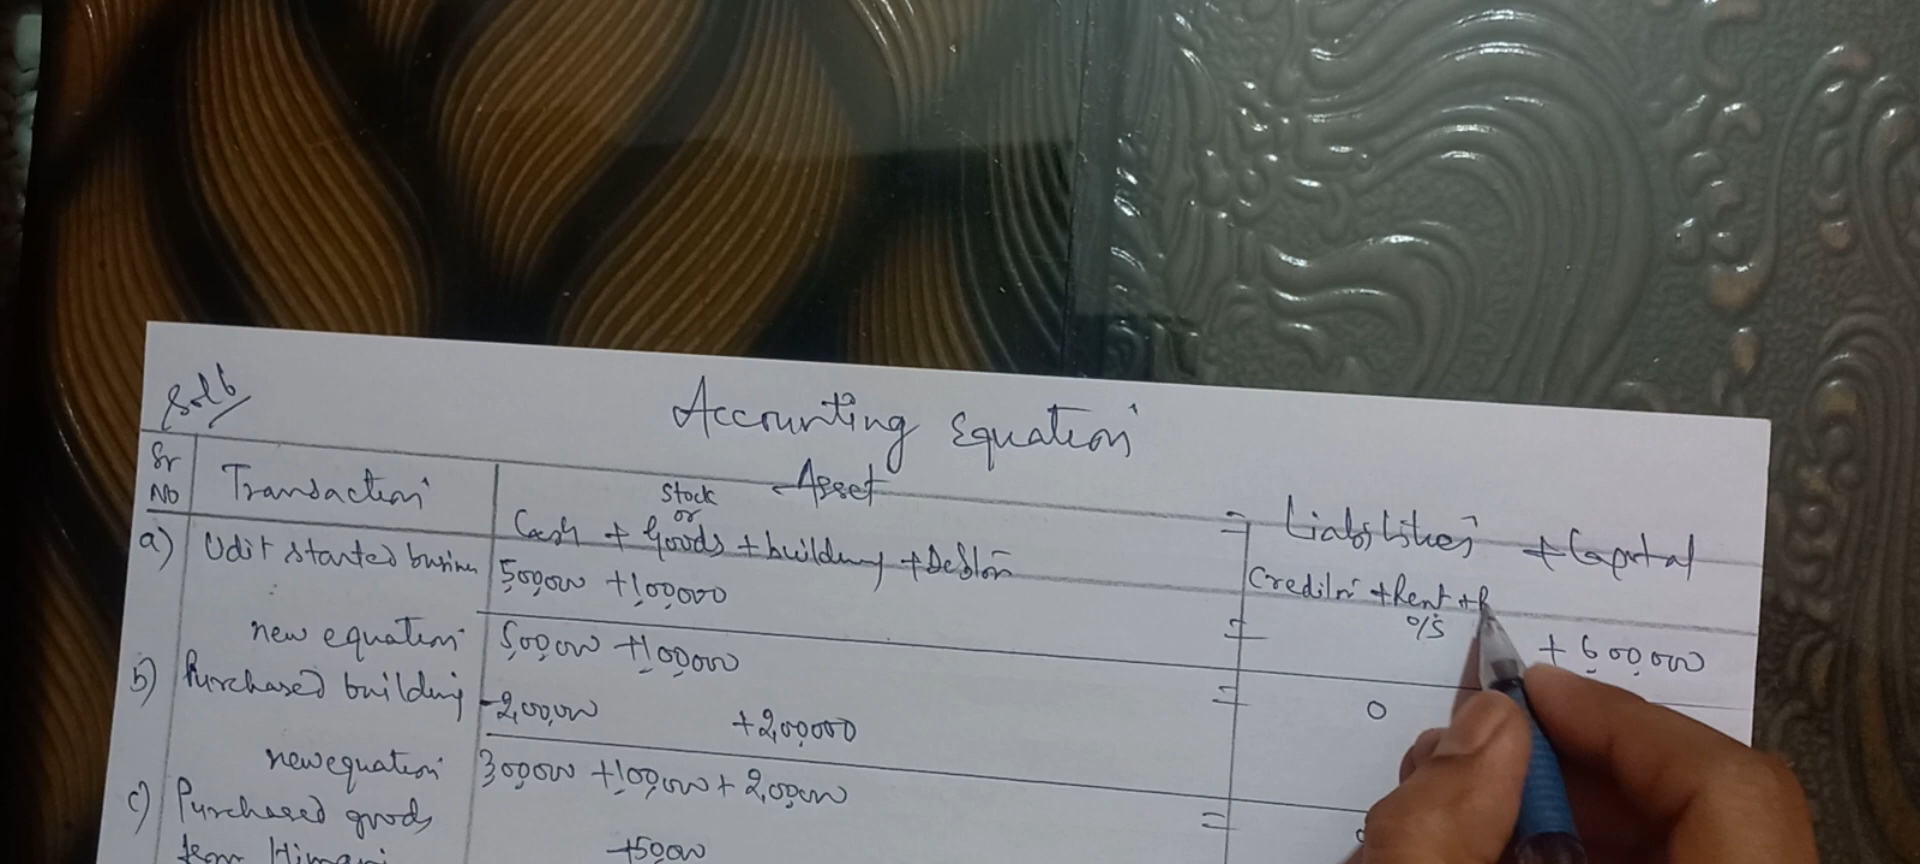 Sol 6
Accounting Equation
Sr No Transaction Asset = Liabilities + Capital
Cash + Stock or Goods + building + Debtors Creditors + Rent o/s +
a) Udit started business 5,00,000 + 1,00,000 = + 6,00,000
new equation 5,00,000 + 1,00,000 = 0
b) Purchased building -2,00,000 + 2,00,000
new equation 3,00,000 + 1,00,000 + 2,00,000 =
c) Purchased goods
from Himani +50,000